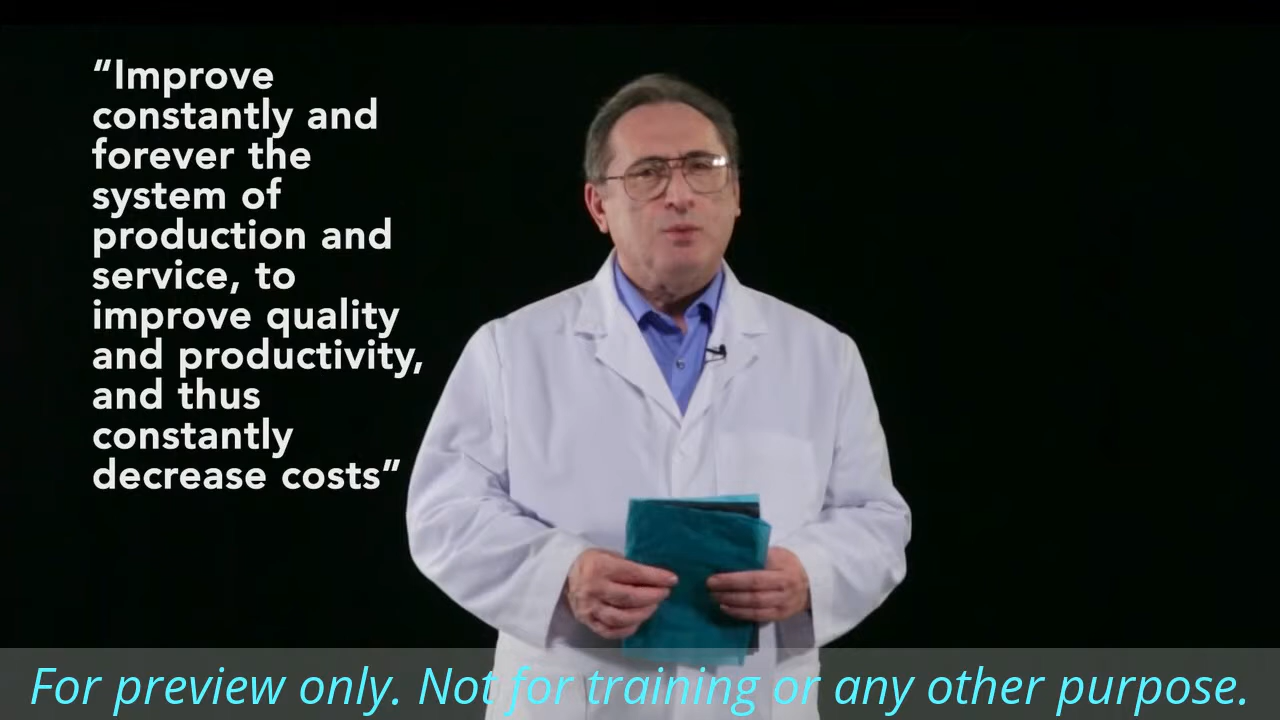 “Improve
constantly and
forever the
system of
production and
service, to
improve quality
and productivity,
and thus
constantly
decrease costs”
For preview only. Not for training or any other purpose.